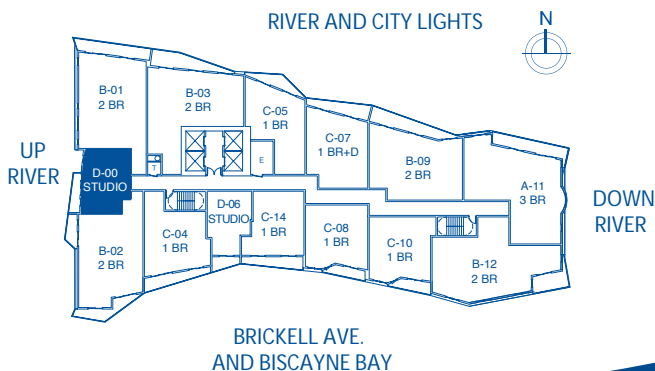 RIVER AND CITY LIGHTS
N
B-01
2 BR
B-03
2 BR
C-05
1 BR
C-07
1 BR+D
B-09
2 BR
A-11
3 BR
UP
RIVER
D-00
STUDIO
T
E
DOWN
RIVER
B-02
2 BR
C-04
1 BR
D-06
STUDIO
C-14
1 BR
C-08
1 BR
C-10
1 BR
B-12
2 BR
BRICKELL AVE.
AND BISCAYNE BAY